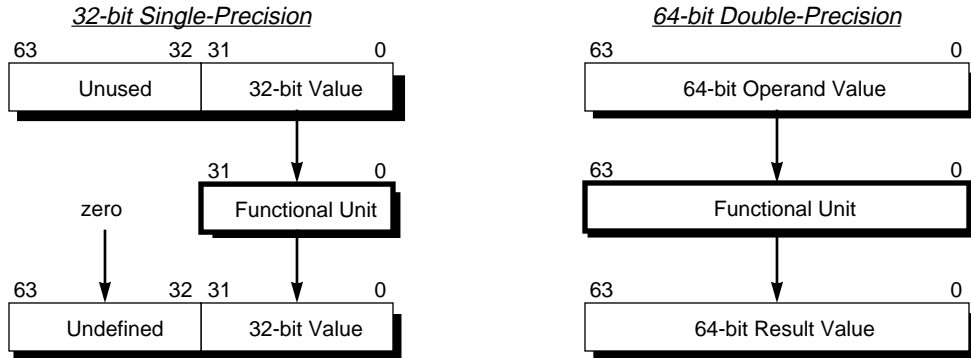 32-bit Single-Precision
63 32 31 0
Unused 32-bit Value
31 0
zero Functional Unit
63 32 31 0
Undefined 32-bit Value
64-bit Double-Precision
63 0
64-bit Operand Value
63 0
Functional Unit
63 0
64-bit Result Value